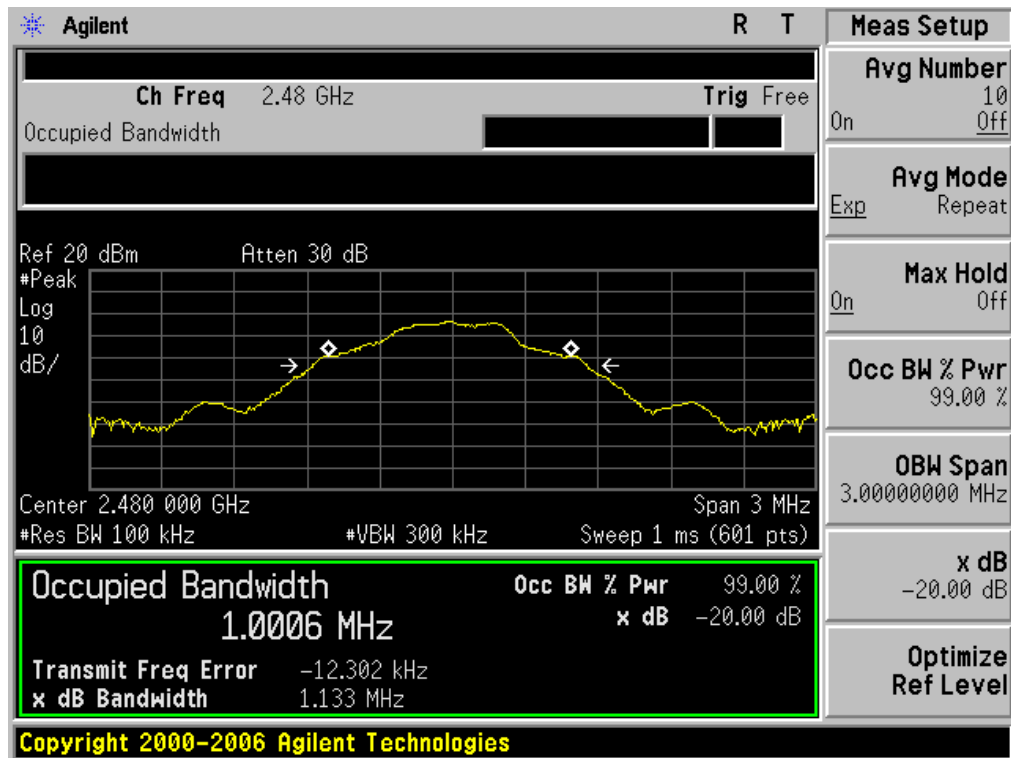 Agilent R T
Ch Freq 2.48 GHz Trig Free
Occupied Bandwidth
Ref 20 dBm Atten 30 dB
#Peak
Log
10
dB/
Center 2.480 000 GHz Span 3 MHz
#Res BW 100 kHz #VBW 300 kHz Sweep 1 ms (601 pts)
Occupied Bandwidth Occ BW % Pwr 99.00 %
1.0006 MHz x dB -20.00 dB
Transmit Freq Error -12.302 kHz
x dB Bandwidth 1.133 MHz
Copyright 2000-2006 Agilent Technologies
Meas Setup
Avg Number
10
On Off
Avg Mode
Exp Repeat
Max Hold
On Off
Occ BW % Pwr
99.00 %
OBW Span
3.00000000 MHz
x dB
-20.00 dB
Optimize
Ref Level